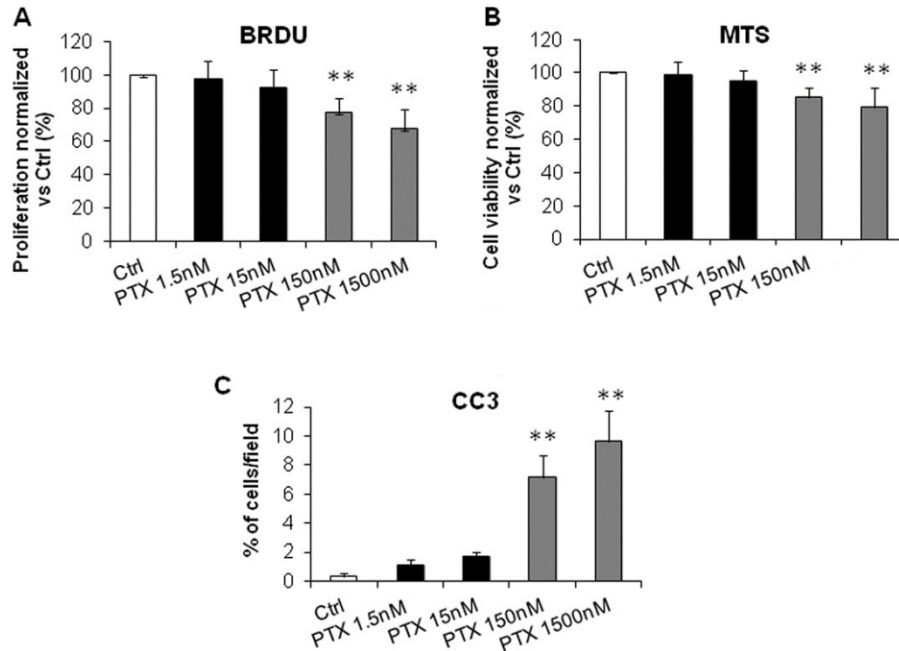 A
BRDU
Proliferation normalized
vs Ctrl (%)
120
100
80
60
40
20
0
**
**
Ctrl
PTX 1.5nM
PTX 15nM
PTX 150nM
PTX 1500nM
B
MTS
Cell viability normalized
vs Ctrl (%)
120
100
80
60
40
20
0
**
**
Ctrl
PTX 1.5nM
PTX 15nM
PTX 150nM
C
CC3
% of cells/field
12
10
8
6
4
2
0
**
**
Ctrl
PTX 1.5nM
PTX 15nM
PTX 150nM
PTX 1500nM